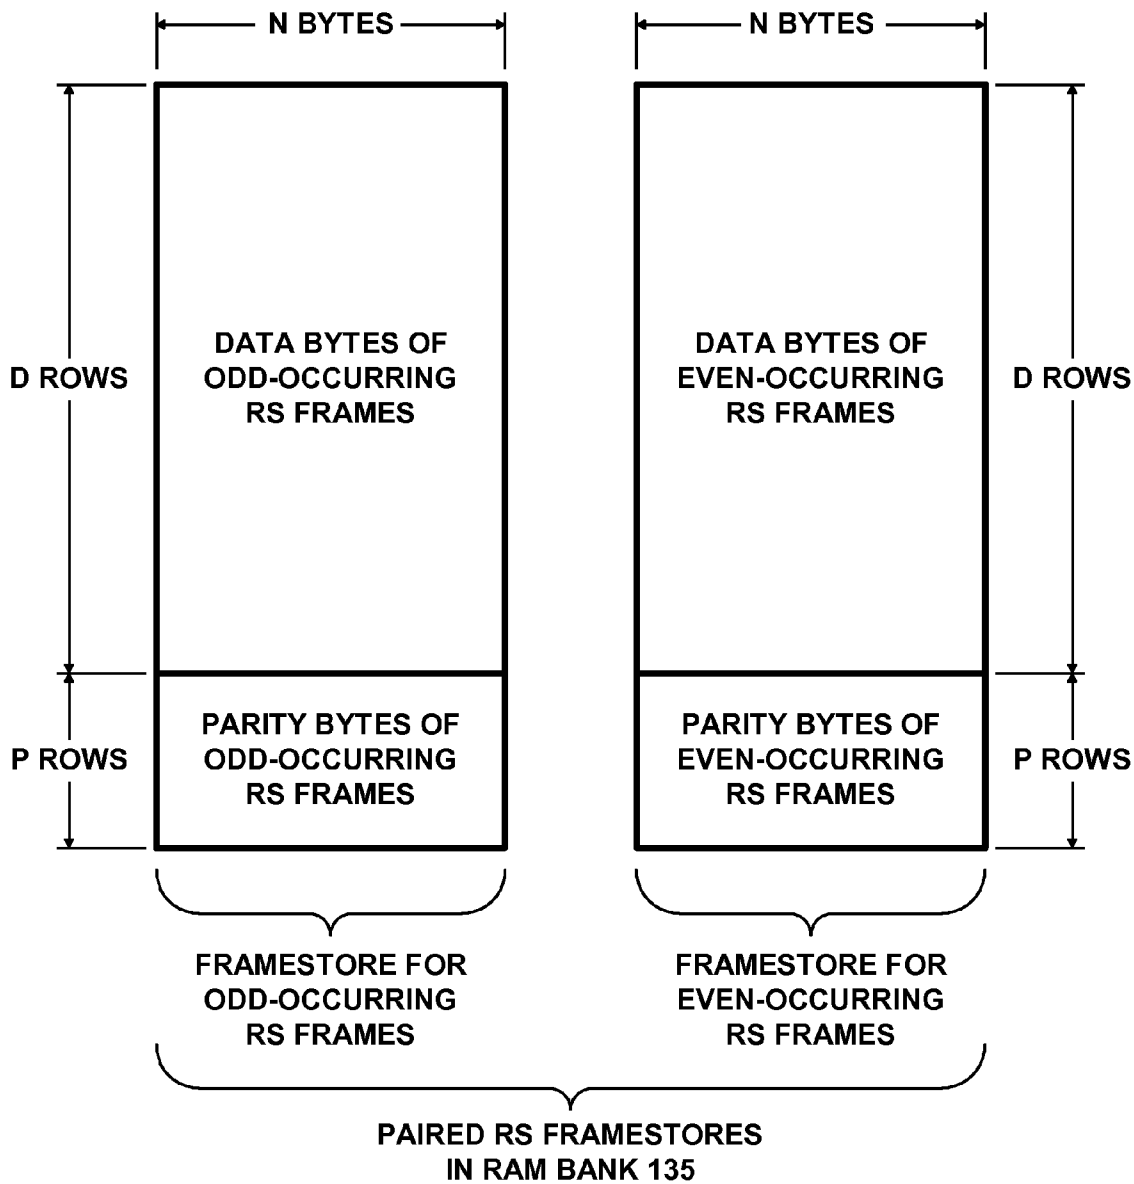 N BYTES
N BYTES
DATA BYTES OF
ODD-OCCURRING
RS FRAMES
DATA BYTES OF
EVEN-OCCURRING
RS FRAMES
D ROWS
D ROWS
PARITY BYTES OF
ODD-OCCURRING
RS FRAMES
PARITY BYTES OF
EVEN-OCCURRING
RS FRAMES
P ROWS
P ROWS
FRAMESTORE FOR
ODD-OCCURRING
RS FRAMES
FRAMESTORE FOR
EVEN-OCCURRING
RS FRAMES
PAIRED RS FRAMESTORES
IN RAM BANK 135